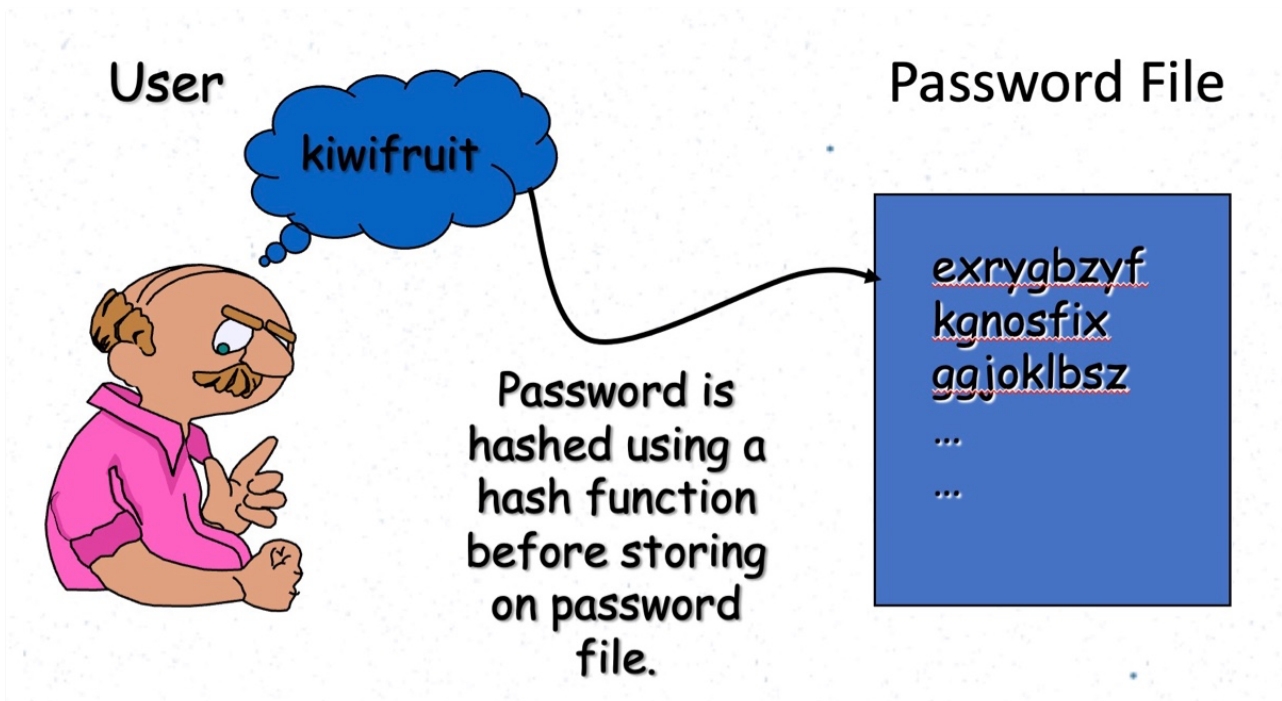 User
Password File
kiwifruit
exrygbzyf
kgnosfix
ggjoklbsz
...
...
Password is
hashed using a
hash function
before storing
on password
file.